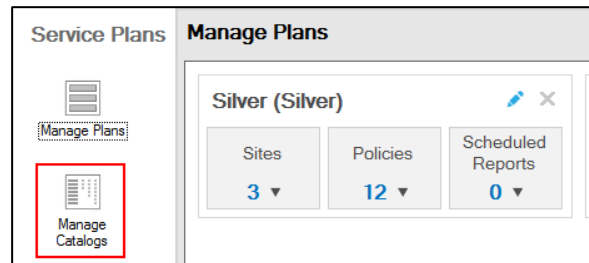 Service Plans
Manage Plans
Manage Plans
Manage
Catalogs
Silver (Silver)
Sites
3
Policies
12
Scheduled
Reports
0